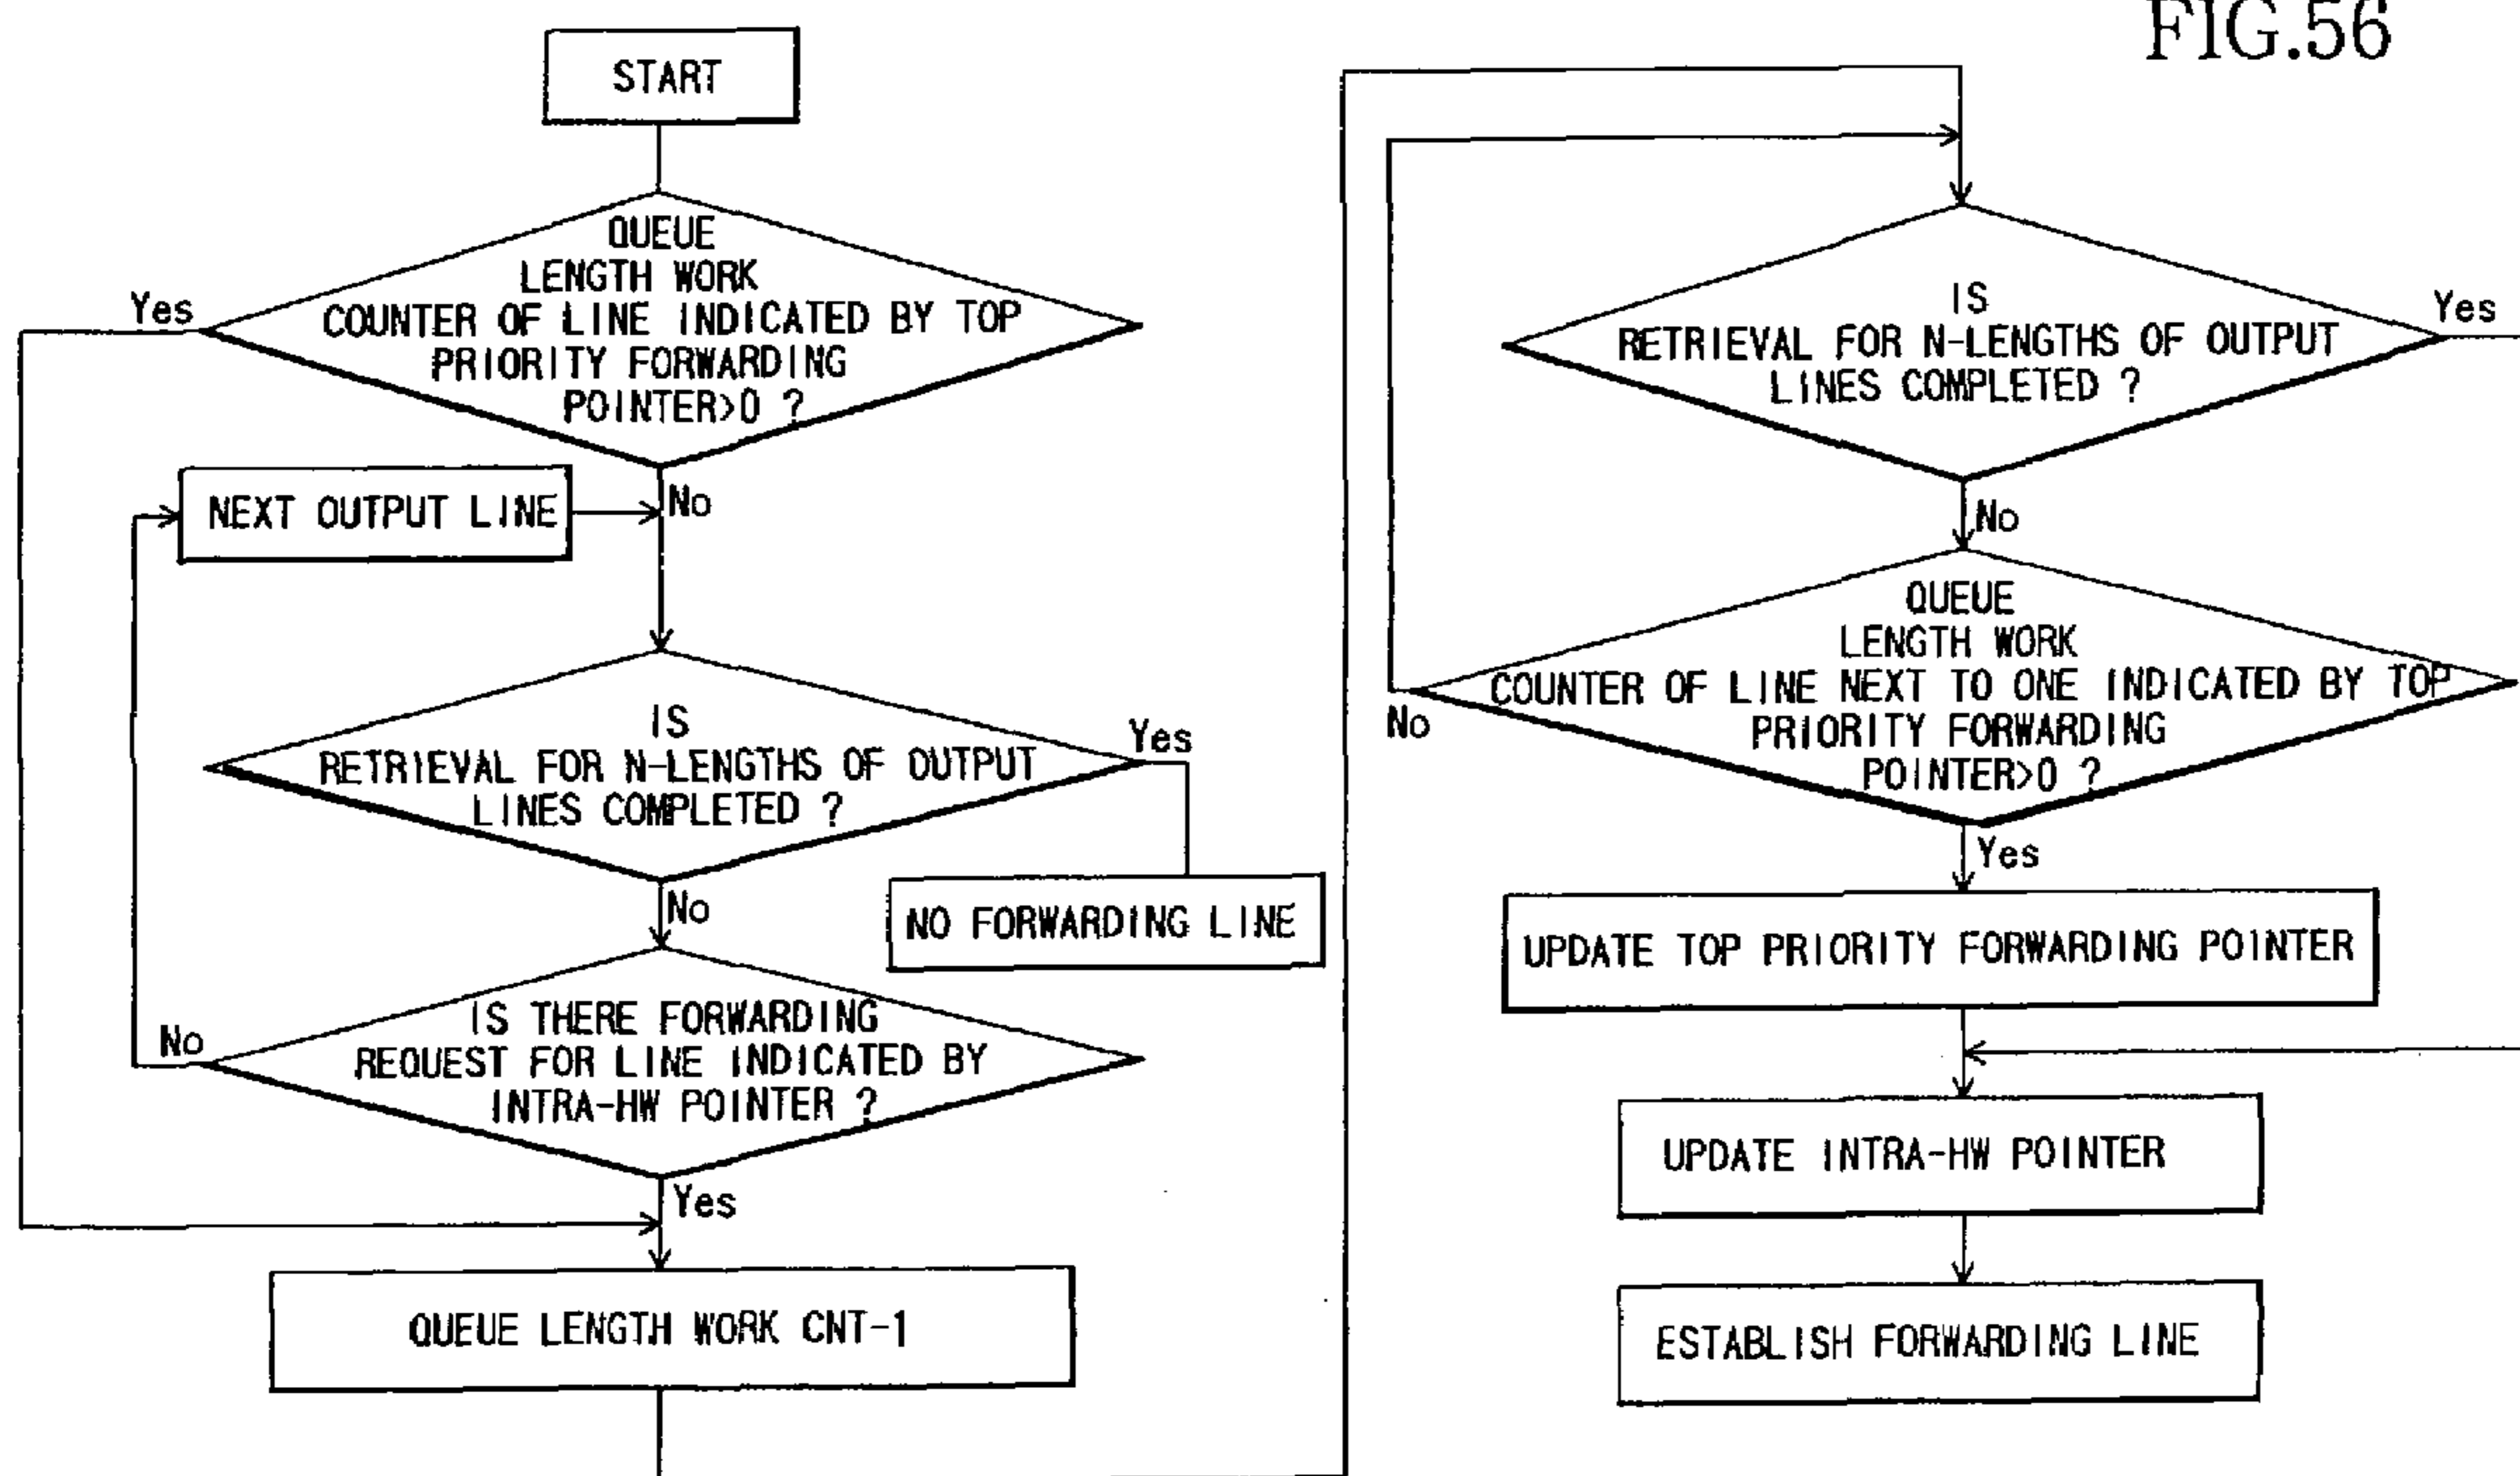 FIG.56
START
QUEUE
LENGTH WORK
COUNTER OF LINE INDICATED BY TOP
PRIORITY FORWARDING
POINTER>0 ?
Yes
No
NEXT OUTPUT LINE
IS
RETRIEVAL FOR N-LENGTHS OF OUTPUT
LINES COMPLETED ?
Yes
No
NO FORWARDING LINE
IS THERE FORWARDING
REQUEST FOR LINE INDICATED BY
INTRA-HW POINTER ?
No
Yes
QUEUE LENGTH WORK CNT-1
IS
RETRIEVAL FOR N-LENGTHS OF OUTPUT
LINES COMPLETED ?
Yes
No
QUEUE
LENGTH WORK
COUNTER OF LINE NEXT TO ONE INDICATED BY TOP
PRIORITY FORWARDING
POINTER>0 ?
No
Yes
UPDATE TOP PRIORITY FORWARDING POINTER
UPDATE INTRA-HW POINTER
ESTABLISH FORWARDING LINE